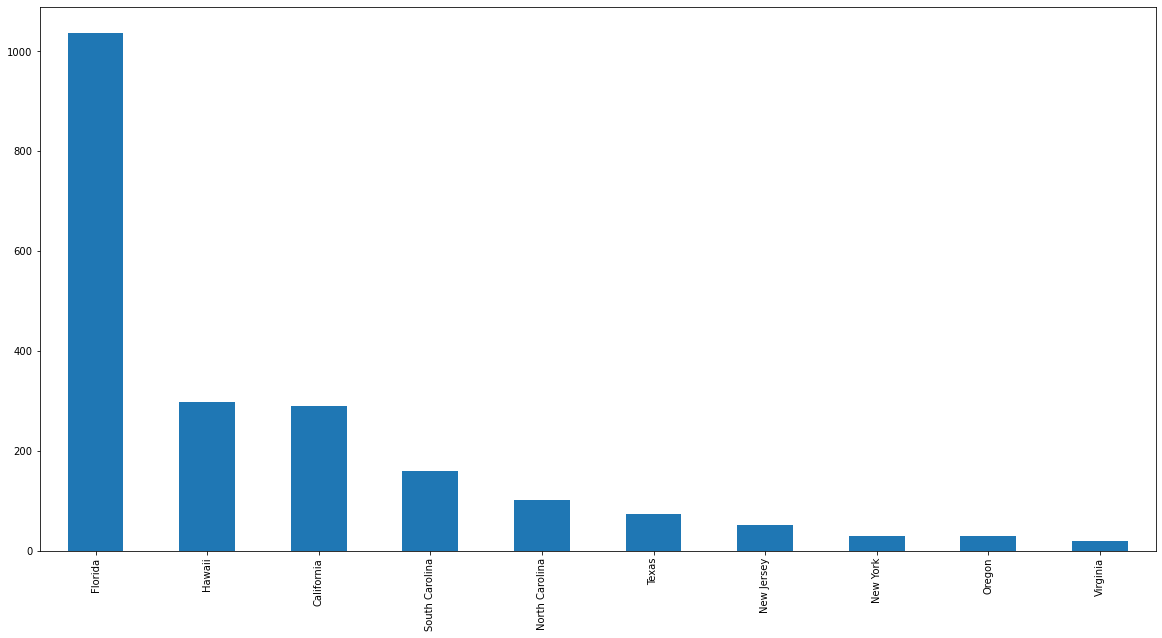 1000
800
600
400
200
0
Florida
Hawaii
California
South Carolina
North Carolina
Texas
New Jersey
New York
Oregon
Virginia